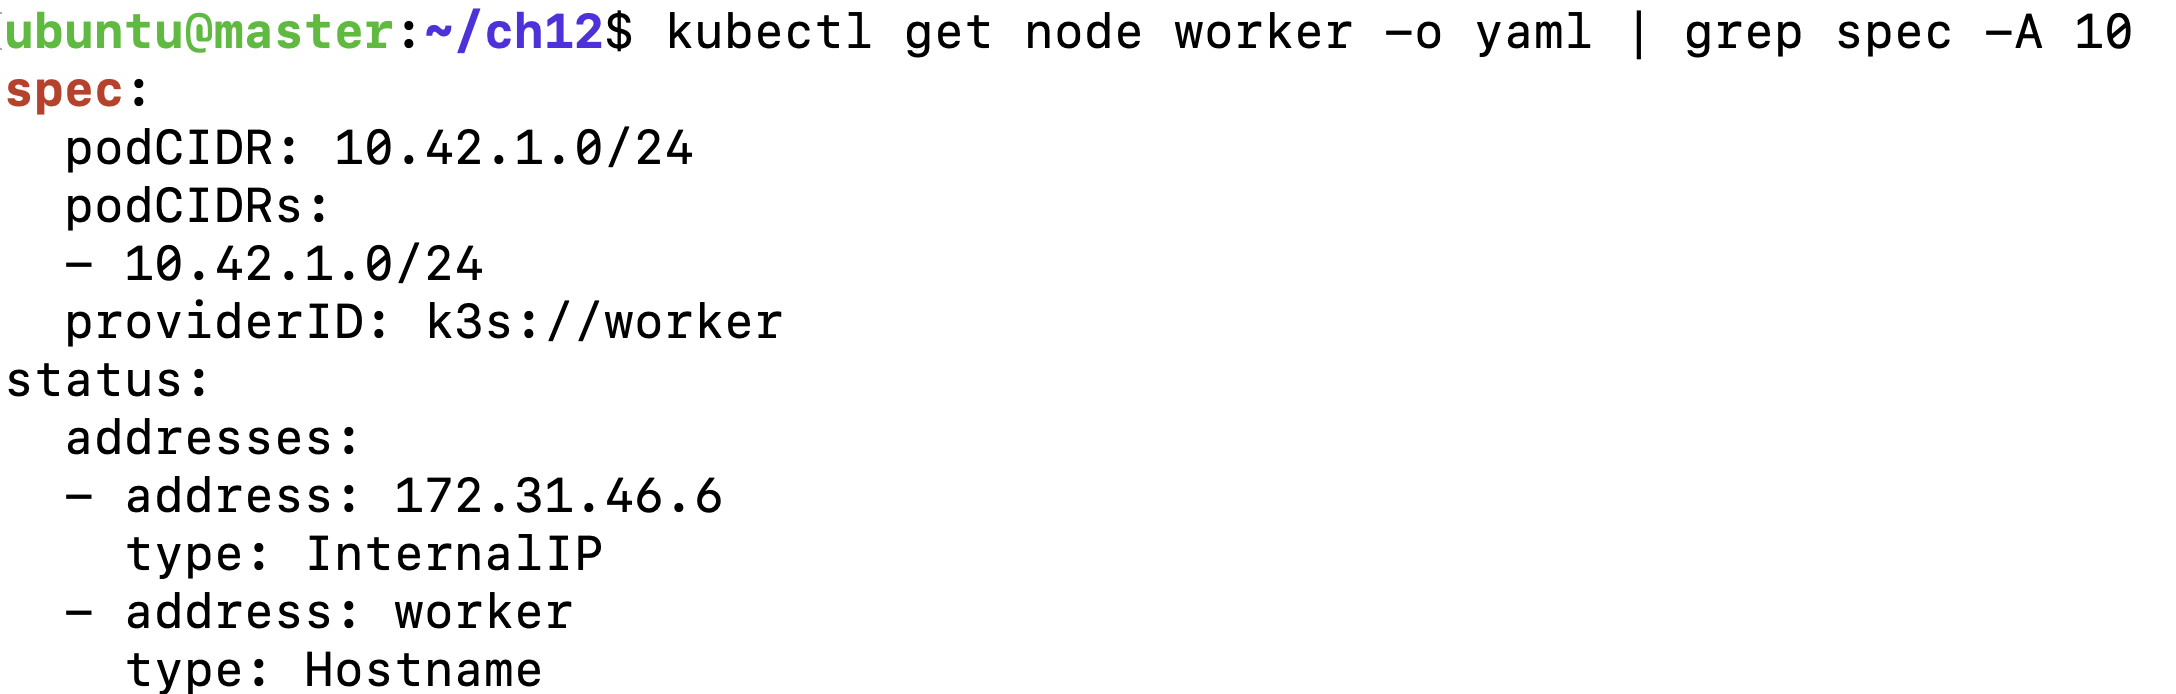 ubuntu@master:~/ch12$ kubectl get node worker -o yaml | grep spec -A 10
spec:
  podCIDR: 10.42.1.0/24
  podCIDRs:
  - 10.42.1.0/24
  providerID: k3s://worker
status:
  addresses:
  - address: 172.31.46.6
    type: InternalIP
  - address: worker
    type: Hostname